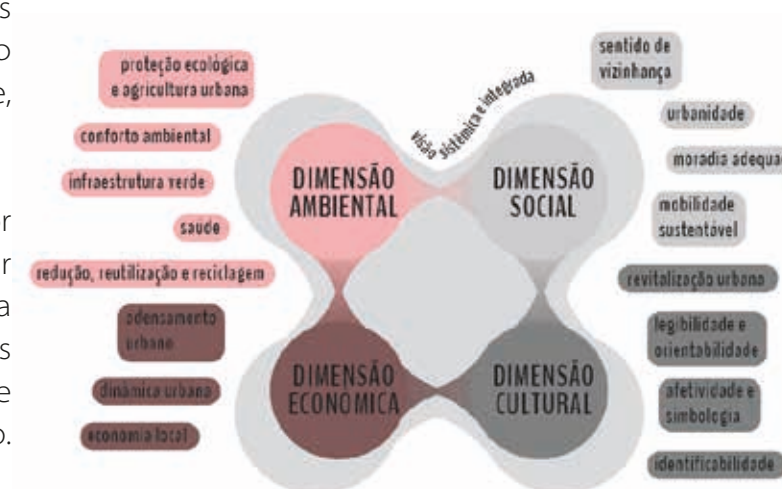 s
o
e,
or
r
a
s
e
o.
proteção ecológica
e agricultura urbana
conforto ambiental
infraestrutura verde
saúde
redução, reutilização e reciclagem
adensamento
urbano
dinâmica urbana
economia local
visão sistêmica e integrada
DIMENSÃO
AMBIENTAL
DIMENSÃO
SOCIAL
DIMENSÃO
ECONOMICA
DIMENSÃO
CULTURAL
sentido de
vizinhança
urbanidade
moradia adequa
mobilidade
sustentável
revitalização urbana
legibilidade e
orientabilidade
afetividade e
simbologia
identificabilidade